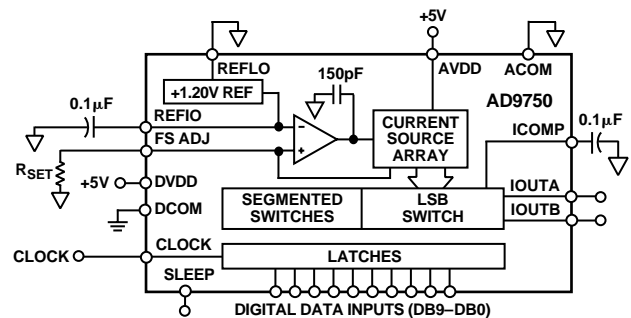 +5V
REFLO
AVDD
ACOM
150pF
+1.20V REF
AD9750
0.1µF
REFIO
–
+
CURRENT
SOURCE
ARRAY
ICOMP
0.1µF
FS ADJ
RSET
+5V
DVDD
DCOM
SEGMENTED
SWITCHES
LSB
SWITCH
IOUTA
IOUTB
CLOCK
CLOCK
LATCHES
SLEEP
DIGITAL DATA INPUTS (DB9–DB0)